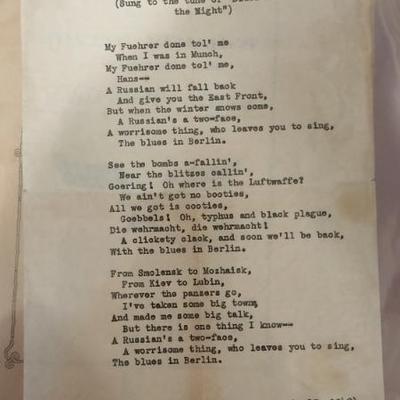 (Sung to the tune of
the Night")
My Fuehrer done tol' me
When I was in Munch,
My Fuehrer done tol' me,
Hans--
A Russian will fall back
And give you the East Front,
But when the winter snows come,
A Russian's a two-face,
A worrisome thing, who leaves you to sing,
The blues in Berlin.
See the bombs a-fallin',
Near the blitzes callin',
Goering! Oh where is the Luftwaffe?
We ain't got no booties,
All we got is cooties,
Goebbels! Oh, typhus and black plague,
Die wehrmacht, die wehrmacht!
A clickety clack, and soon we'll be back,
With the blues in Berlin.
From Smolensk to Mozhaisk,
From Kiev to Lubin,
Wherever the panzers go,
I've taken some big town,
And made me some big talk,
But there is one thing I know--
A Russian's a two-face,
A worrisome thing, who leaves you to sing,
The blues in Berlin.